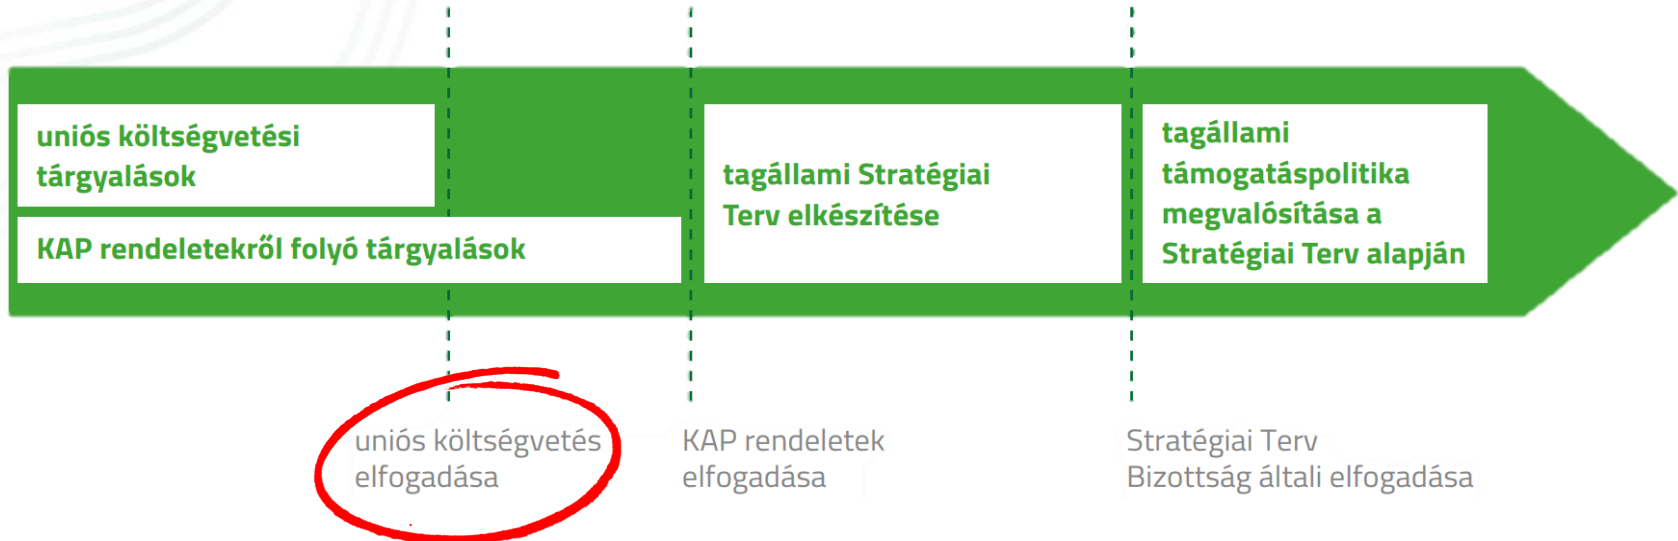 uniós költségvetési
tárgyalások
KAP rendeletekről folyó tárgyalások
tagállami Stratégiai
Terv elkészítése
tagállami
támogatáspolitika
megvalósítása a
Stratégiai Terv alapján
uniós költségvetés
elfogadása
KAP rendeletek
elfogadása
Stratégiai Terv
Bizottság általi elfogadása